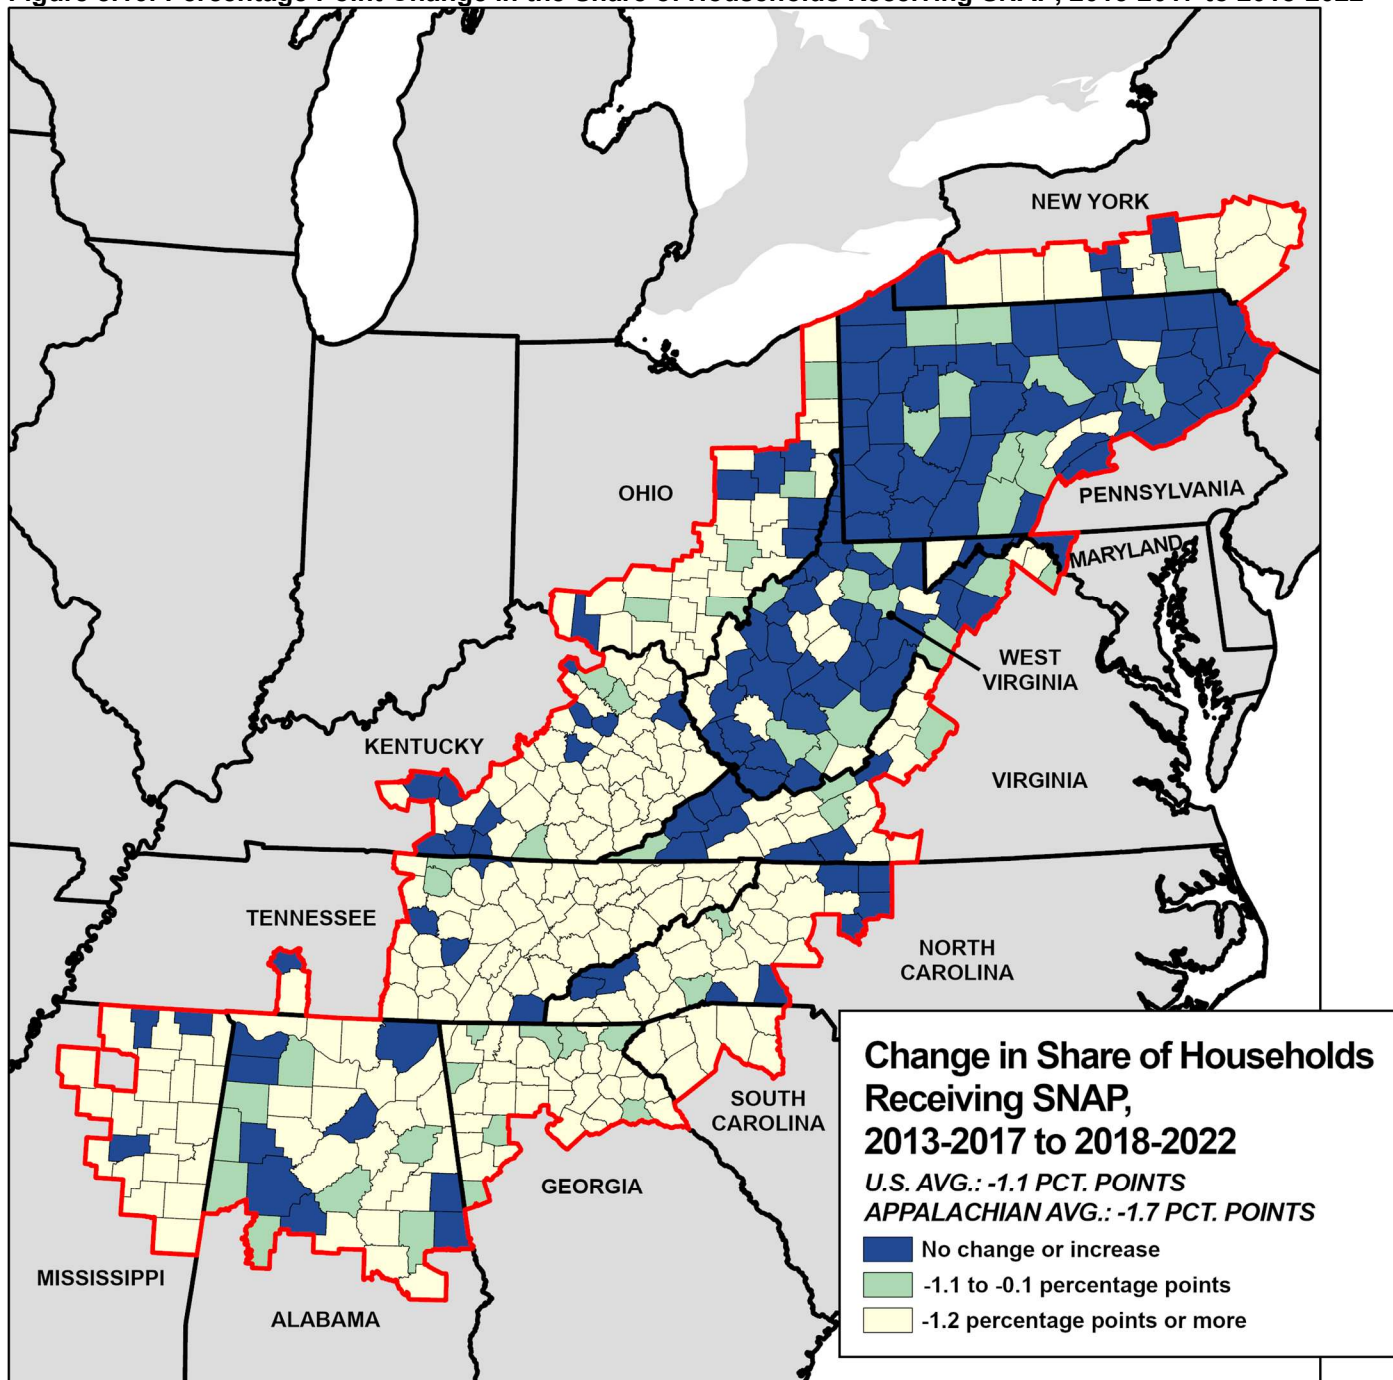 NEW YORK
OHIO
PENNSYLVANIA
MARYLAND
WEST
VIRGINIA
KENTUCKY
VIRGINIA
TENNESSEE
NORTH
CAROLINA
SOUTH
CAROLINA
GEORGIA
MISSISSIPPI
ALABAMA
Change in Share of Households
Receiving SNAP,
2013-2017 to 2018-2022
U.S. AVG.: -1.1 PCT. POINTS
APPALACHIAN AVG.: -1.7 PCT. POINTS
No change or increase
-1.1 to -0.1 percentage points
-1.2 percentage points or more